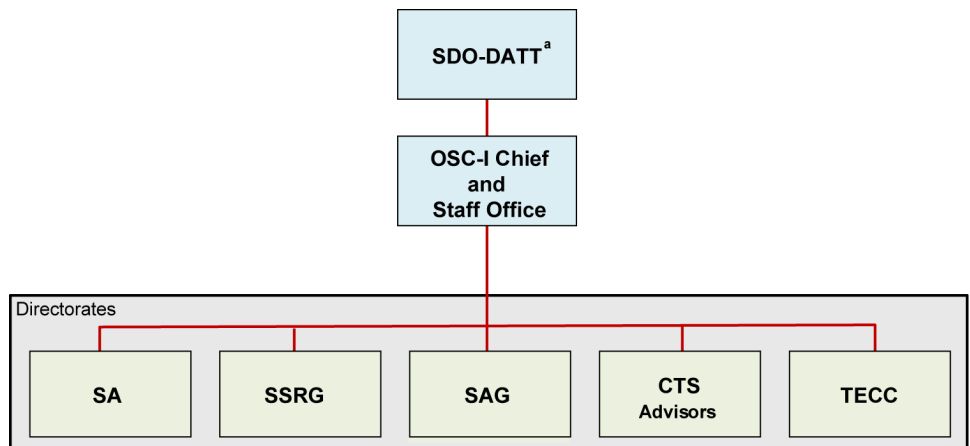 SDO-DATT a
OSC-I Chief
and
Staff Office
Directorates
SA
SSRG
SAG
CTS
Advisors
TECC